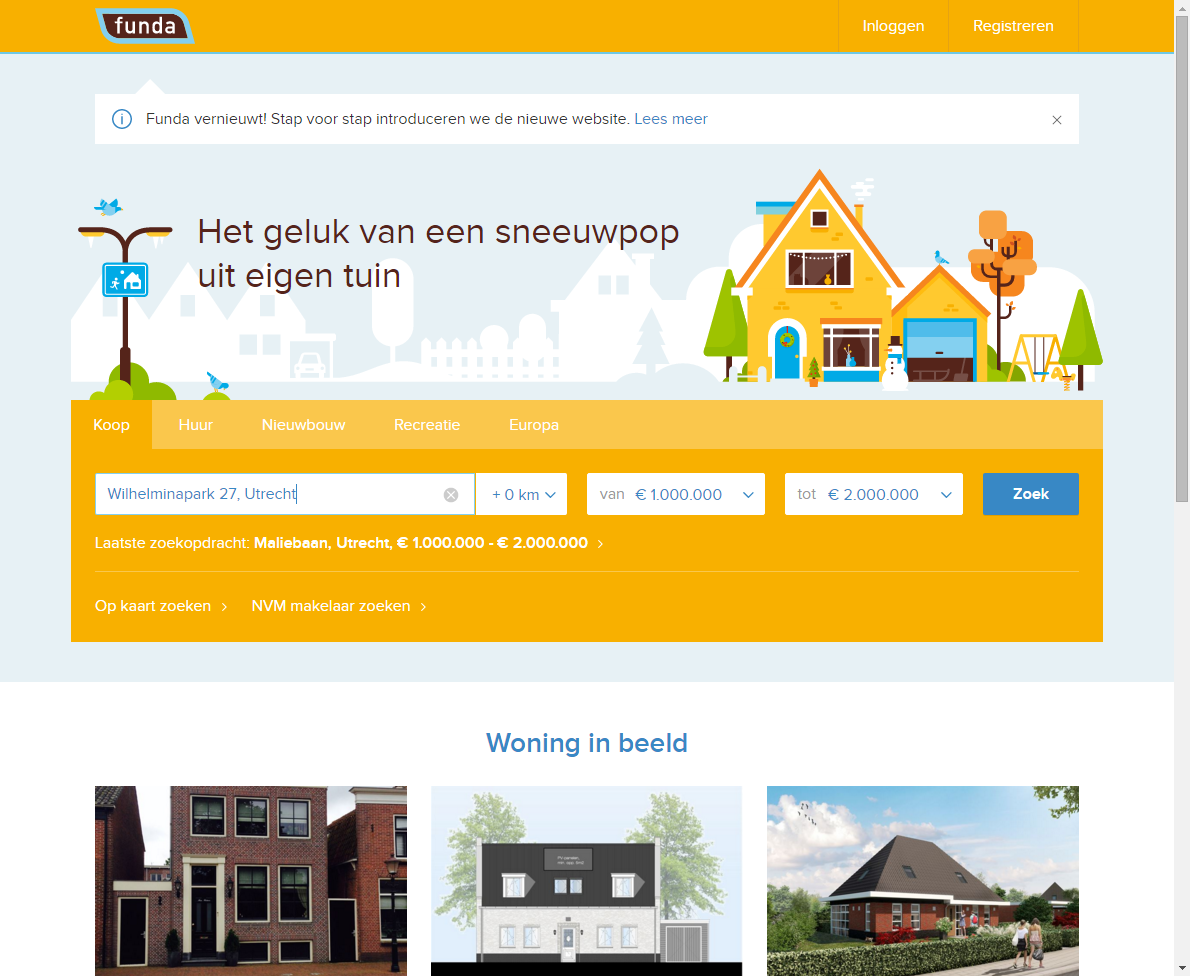 funda
Inloggen
Registreren
Funda vernieuwt! Stap voor stap introduceren we de nieuwe website. Lees meer
Het geluk van een sneeuwpop
uit eigen tuin
Koop
Huur
Nieuwbouw
Recreatie
Europa
Wilhelminapark 27, Utrecht
+ 0 km
van € 1.000.000
tot € 2.000.000
Zoek
Laatste zoekopdracht: Maliebaan, Utrecht, € 1.000.000 - € 2.000.000
Op kaart zoeken
NVM makelaar zoeken
Woning in beeld